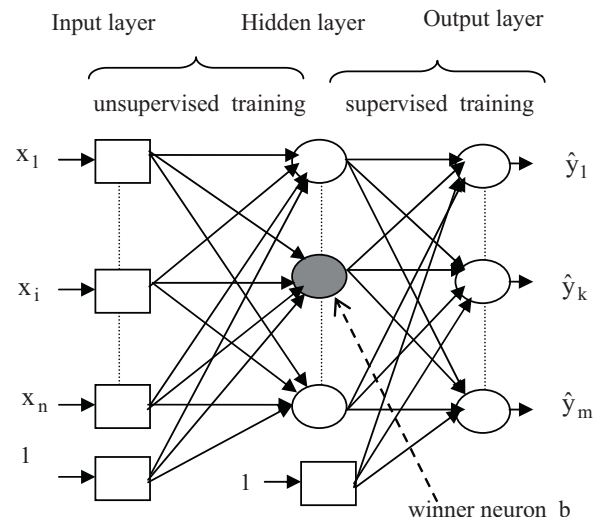 Input layer Hidden layer Output layer
unsupervised training supervised training
x1 ŷ1
xi ŷk
xn ŷm
1
1
winner neuron b